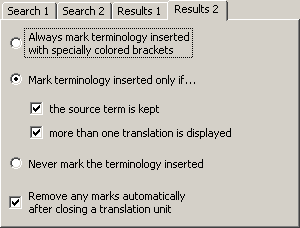 Search 1 Search 2 Results 1 Results 2
Always mark terminology inserted
with specially colored brackets
Mark terminology inserted only if...
the source term is kept
more than one translation is displayed
Never mark the terminology inserted
Remove any marks automatically
after closing a translation unit